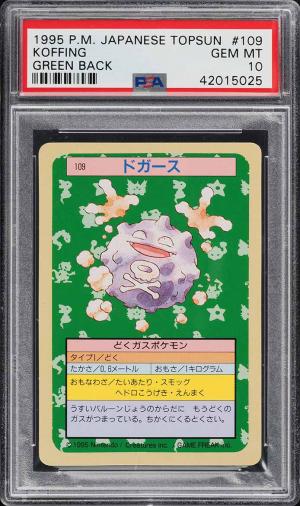 1995 P.M. JAPANESE TOPSUN #109
KOFFING GEM MT
GREEN BACK 10
PSA
42015025
109
ドガース
どくガスポケモン
タイプ1/どく
たかさ/0,6メートル おもさ/1キログラム
おもなわざ/たいあたり・スモッグ
ヘドロこうげき・えんまく
うすいバルーンじょうのからだに もうどくの
ガスがつまっている。ちかくにくるとくさい。
©1995 Nintendo/Creatures inc. GAME FREAK inc.